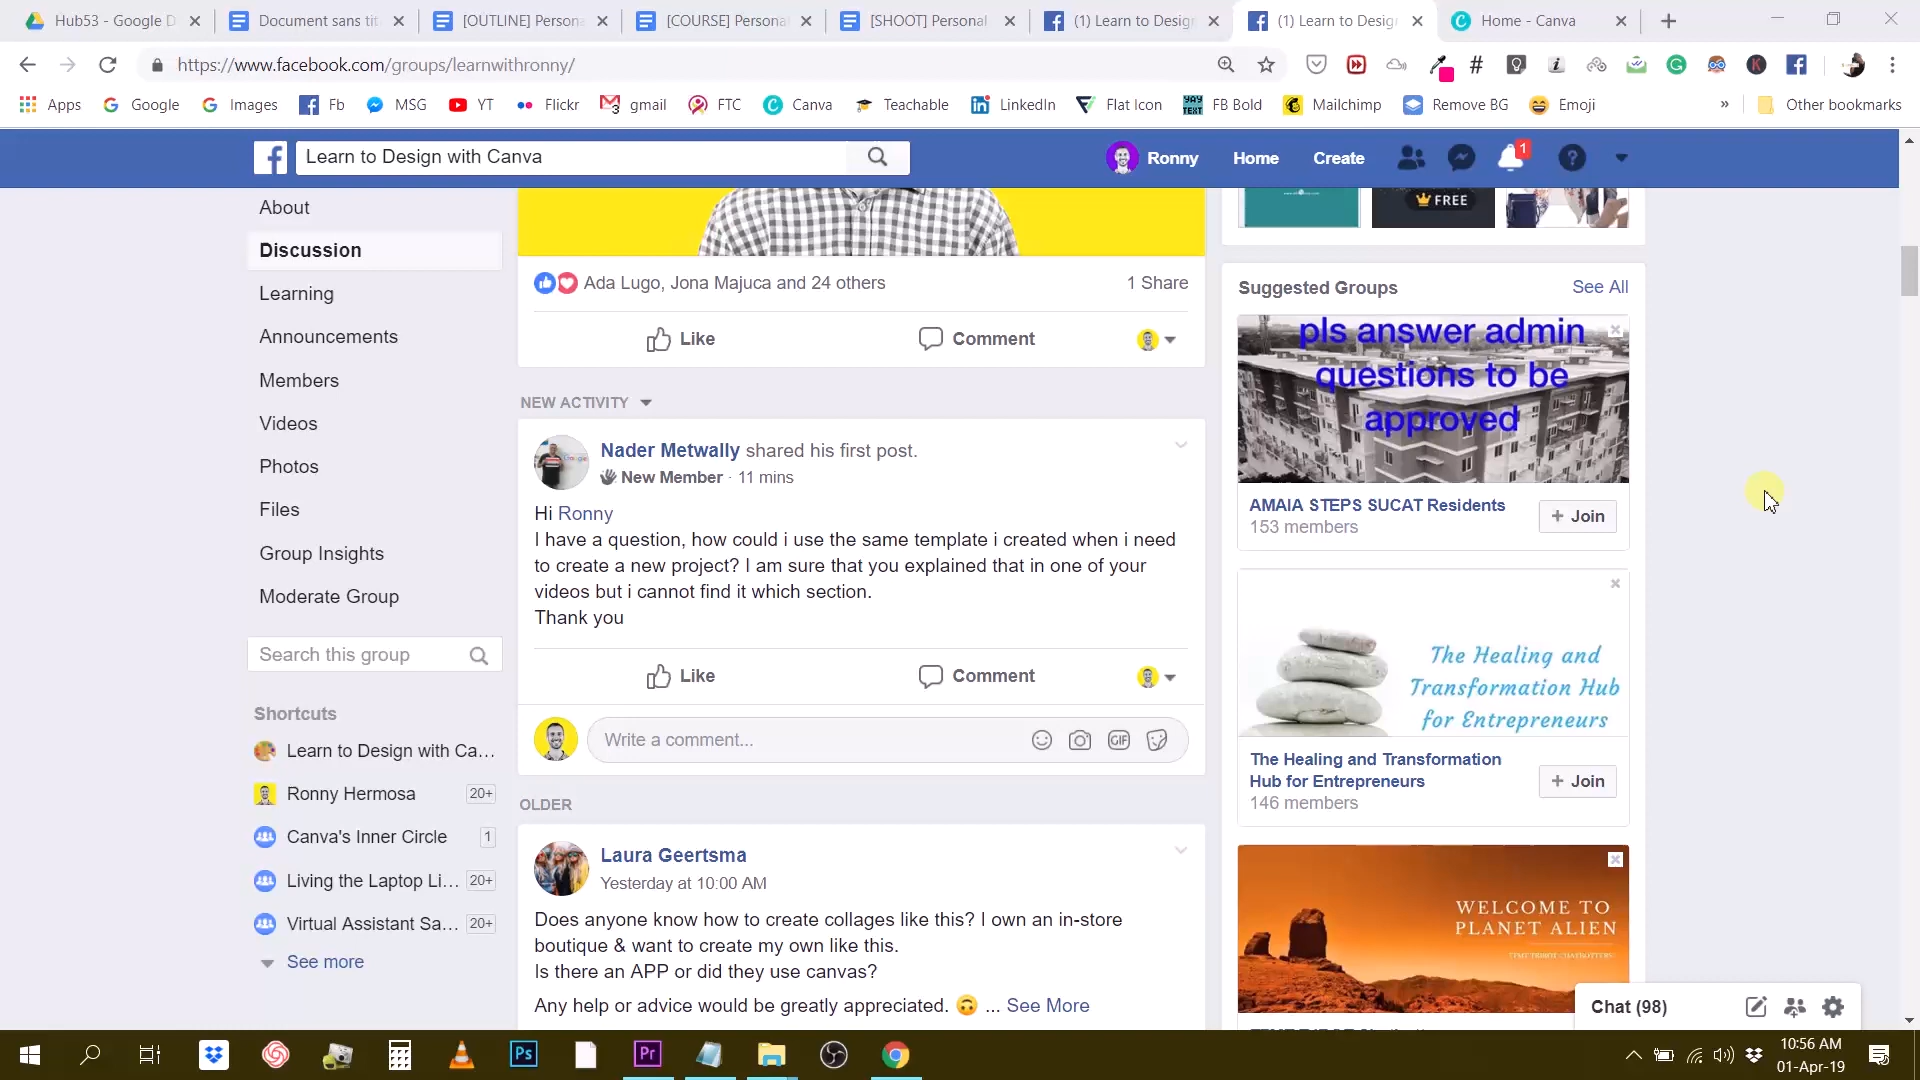 Hub53 - Google D
Document sans tit
[OUTLINE] Persona
[COURSE] Persona
[SHOOT] Personal
(1) Learn to Design
(1) Learn to Desig
Home - Canva
https://www.facebook.com/groups/learnwithronny/
Apps
Google
Images
Fb
MSG
YT
Flickr
gmail
FTC
Canva
Teachable
LinkedIn
Flat Icon
FB Bold
Mailchimp
Remove BG
Emoji
»
Other bookmarks
Learn to Design with Canva
Ronny
Home
Create
1
About
Discussion
Learning
Announcements
Members
Videos
Photos
Files
Group Insights
Moderate Group
Search this group
Shortcuts
Learn to Design with Ca...
Ronny Hermosa 20+
Canva's Inner Circle 1
Living the Laptop Li... 20+
Virtual Assistant Sa... 20+
See more
Ada Lugo, Jona Majuca and 24 others
1 Share
Like
Comment
NEW ACTIVITY
Nader Metwally shared his first post.
New Member · 11 mins
Hi Ronny
I have a question, how could i use the same template i created when i need
to create a new project? I am sure that you explained that in one of your
videos but i cannot find it which section.
Thank you
Like
Comment
Write a comment...
GIF
OLDER
Laura Geertsma
Yesterday at 10:00 AM
Does anyone know how to create collages like this? I own an in-store
boutique & want to create my own like this.
Is there an APP or did they use canvas?
Any help or advice would be greatly appreciated. ... See More
FREE
Suggested Groups
See All
pls answer admin
questions to be
approved
AMAIA STEPS SUCAT Residents
153 members
+ Join
The Healing and
Transformation Hub
for Entrepreneurs
The Healing and Transformation
Hub for Entrepreneurs
146 members
+ Join
WELCOME TO
PLANET ALIEN
Chat (98)
Ps
Pr
10:56 AM
01-Apr-19